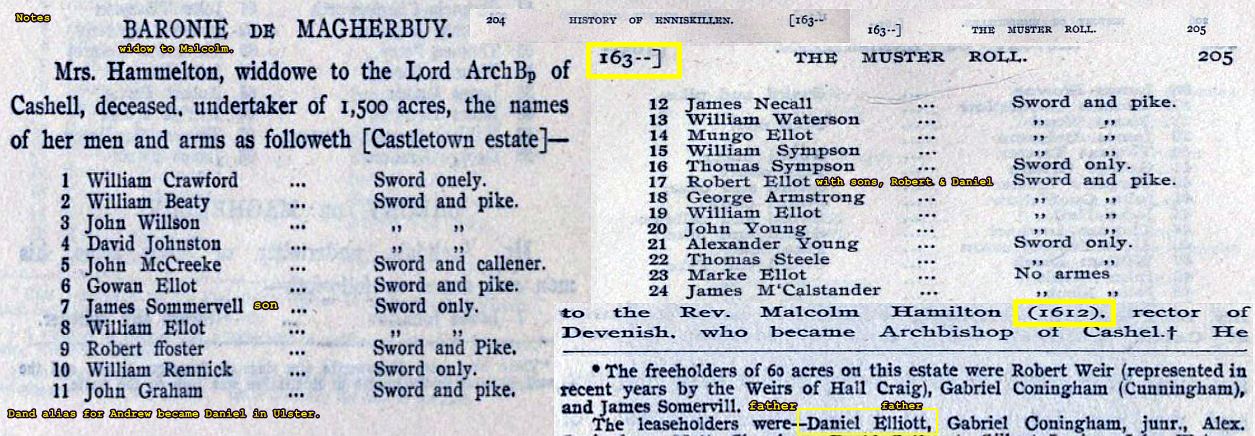 Notes
BARONIE DE MAGHERBUY.
widow to Malcolm.
Mrs. Hammelton, widdowe to the Lord ArchBp of
Cashell, deceased, undertaker of 1,500 acres, the names
of her men and arms as followeth [Castletown estate]—
1 William Crawford ... Sword onely.
2 William Beaty ... Sword and pike.
3 John Willson ... ,, ,,
4 David Johnston ... ,, ,,
5 John McCreeke ... Sword and callener.
6 Gowan Ellot ... Sword and pike.
7 James Sommervell son ... Sword only.
8 William Ellot ... ,, ,,
9 Robert ffoster ... Sword and Pike.
10 William Rennick ... Sword only.
11 John Graham ... Sword and pike.
Dand alias for Andrew became Daniel in Ulster.
204 HISTORY OF ENNISKILLEN. [163--
163--] THE MUSTER ROLL. 205
163--] THE MUSTER ROLL. 205
12 James Necall ... Sword and pike.
13 William Waterson ... ,, ,,
14 Mungo Ellot ... ,, ,,
15 William Sympson ... ,, ,,
16 Thomas Sympson ... Sword only.
17 Robert Ellot with sons, Robert & Daniel Sword and pike.
18 George Armstrong ... ,, ,,
19 William Ellot ... ,, ,,
20 John Young ... ,, ,,
21 Alexander Young ... Sword only.
22 Thomas Steele ... ,, ,,
23 Marke Ellot ... No armes
24 James M'Calstander ... ,, ,,
to the Rev. Malcolm Hamilton (1612), rector of
Devenish, who became Archbishop of Cashel.† He
* The freeholders of 60 acres on this estate were Robert Weir (represented in
recent years by the Weirs of Hall Craig), Gabriel Coningham (Cunningham),
and James Somervill. father father
The leaseholders were--Daniel Elliott, Gabriel Coningham, junr., Alex.